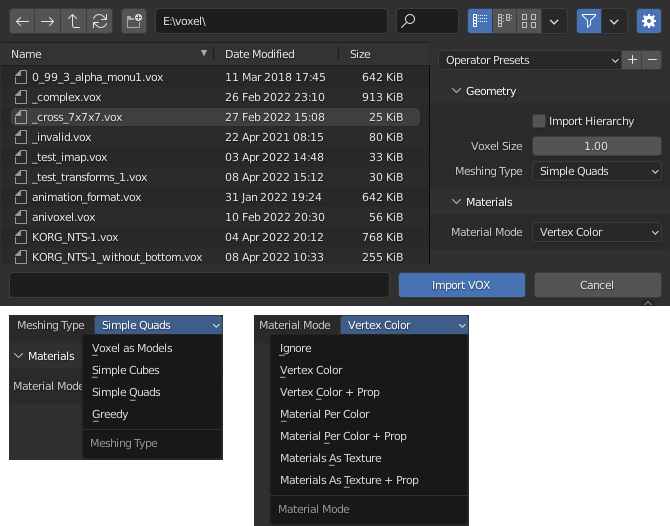 E:\voxel\
Name Date Modified Size
0_99_3_alpha_monu1.vox 11 Mar 2018 17:45 642 KiB
_complex.vox 26 Feb 2022 23:10 913 KiB
_cross_7x7x7.vox 27 Feb 2022 15:08 25 KiB
_invalid.vox 22 Apr 2021 08:15 80 KiB
_test_imap.vox 03 Apr 2022 14:48 33 KiB
_test_transforms_1.vox 08 Apr 2022 15:12 30 KiB
animation_format.vox 31 Jan 2022 19:24 642 KiB
anivoxel.vox 10 Feb 2022 20:30 56 KiB
KORG_NTS-1.vox 04 Apr 2022 20:12 768 KiB
KORG_NTS-1_without_bottom.vox 08 Apr 2022 10:33 255 KiB
Operator Presets
Geometry
Import Hierarchy
Voxel Size 1.00
Meshing Type Simple Quads
Materials
Material Mode Vertex Color
Import VOX Cancel
Meshing Type Simple Quads
Materials
Material Mode
Voxel as Models
Simple Cubes
Simple Quads
Greedy
Meshing Type
Material Mode Vertex Color
Ignore
Vertex Color
Vertex Color + Prop
Material Per Color
Material Per Color + Prop
Materials As Texture
Materials As Texture + Prop
Material Mode